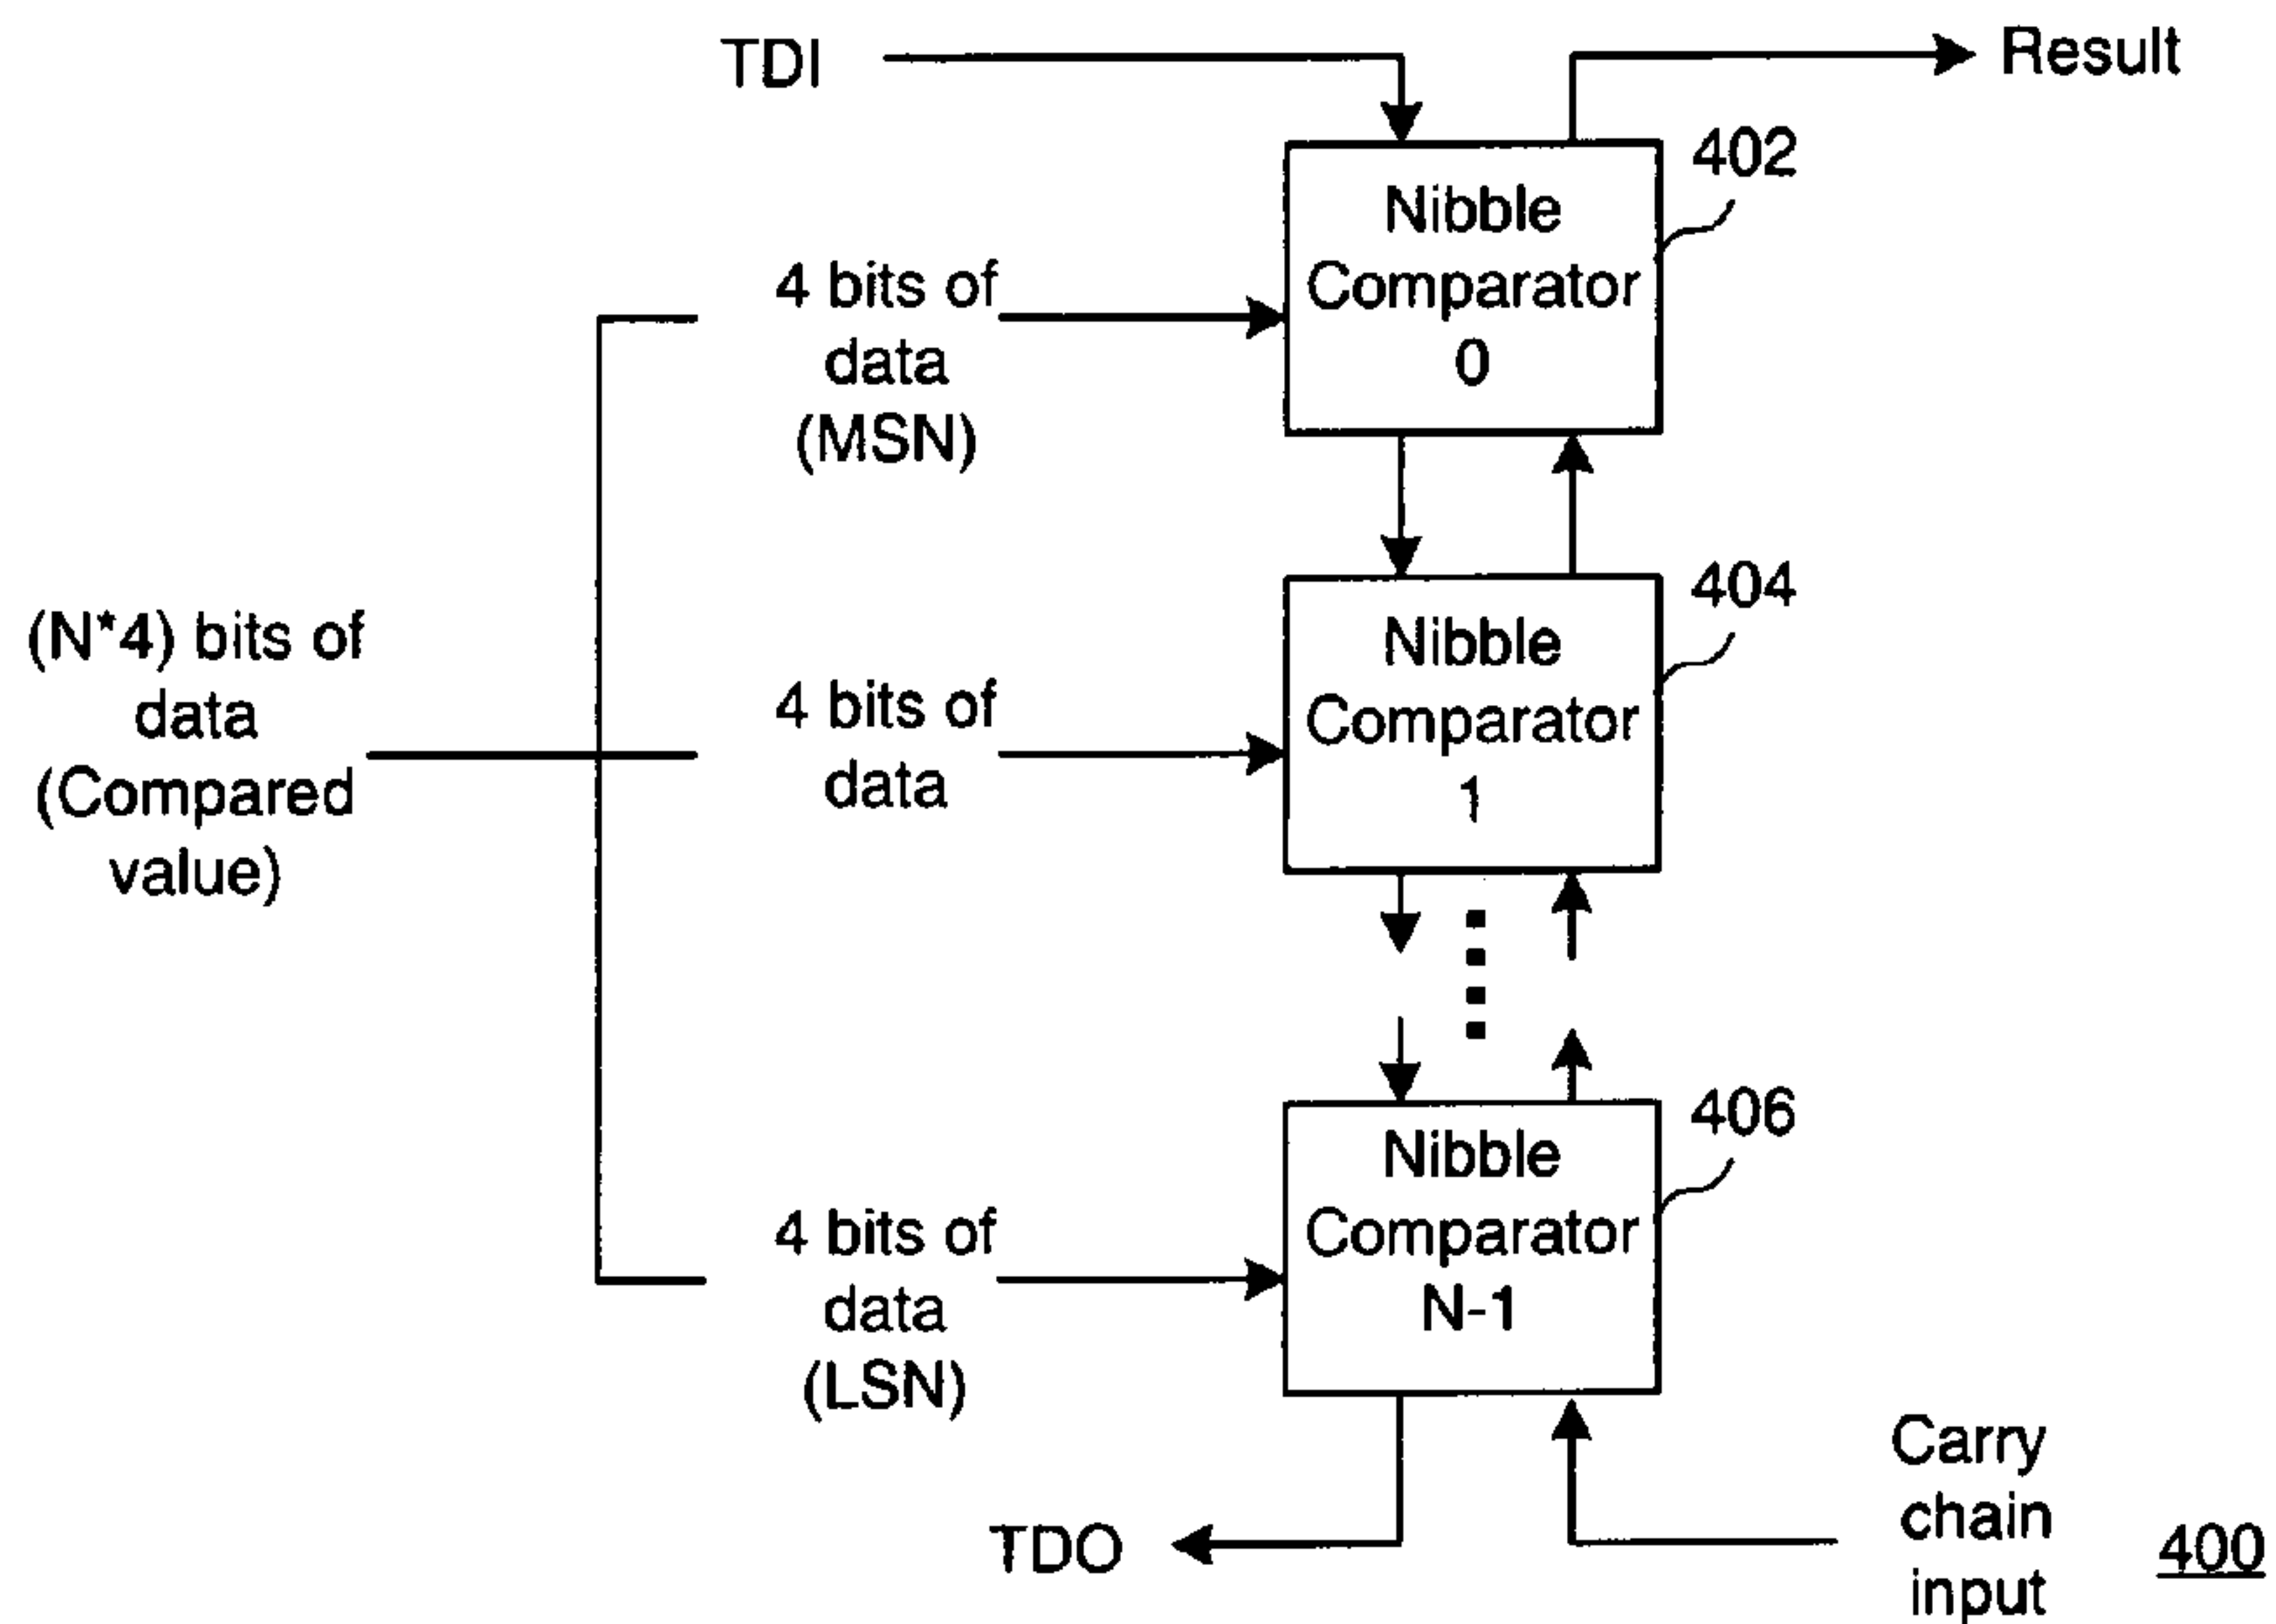 TDI
Result
402
Nibble
Comparator
0
4 bits of
data
(MSN)
404
Nibble
Comparator
1
(N*4) bits of
data
(Compared
value)
4 bits of
data
406
Nibble
Comparator
N-1
4 bits of
data
(LSN)
TDO
Carry
chain
input
400